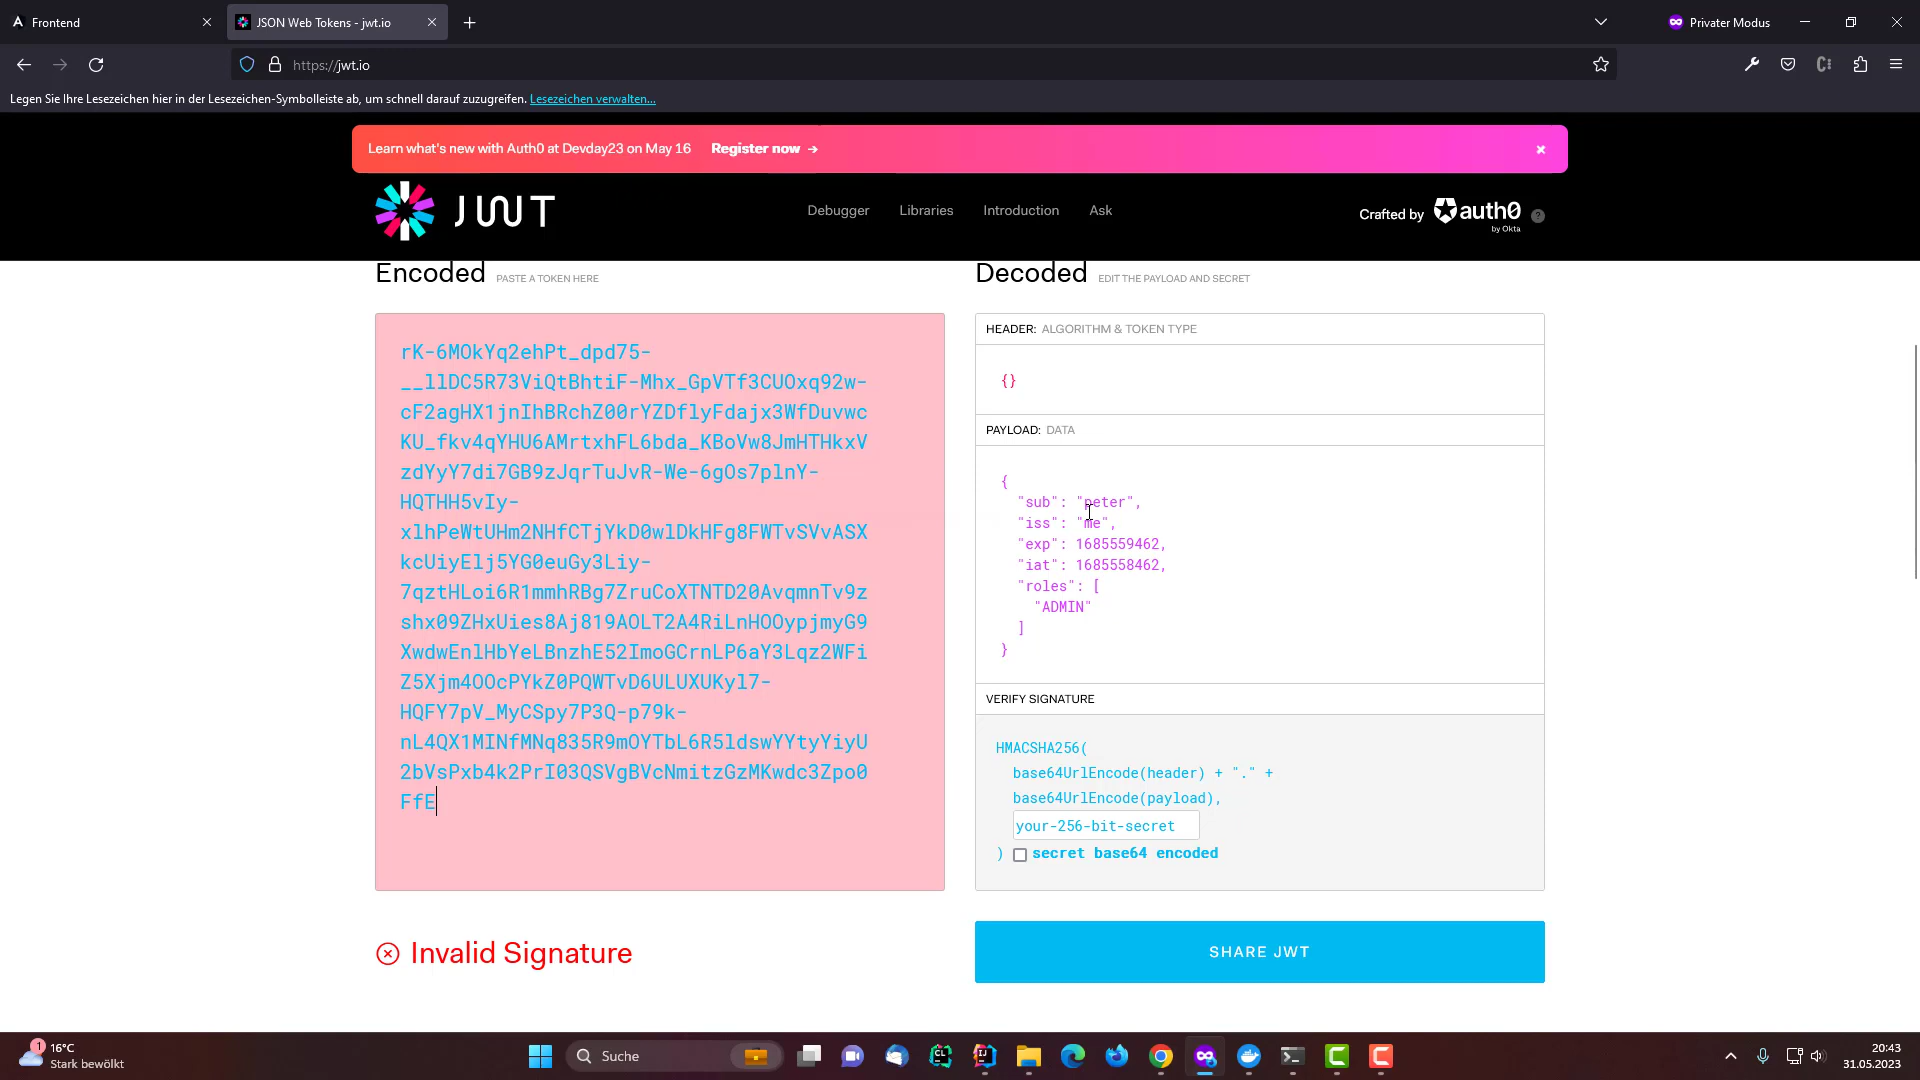 Frontend
JSON Web Tokens - jwt.io
Privater Modus
https://jwt.io
Legen Sie Ihre Lesezeichen hier in der Lesezeichen-Symbolleiste ab, um schnell darauf zuzugreifen. Lesezeichen verwalten...
Learn what's new with Auth0 at Devday23 on May 16 Register now →
JWT
Debugger
Libraries
Introduction
Ask
Crafted by auth0
by Okta
Encoded PASTE A TOKEN HERE
rK-6MOkYq2ehPt_dpd75-
__llDC5R73ViQtBhtiF-Mhx_GpVTf3CUOxq92w-
cF2agHX1jnIhBRchZ00rYZDflyFdajx3WfDuvwc
KU_fkv4qYHU6AMrtxhFL6bda_KBoVw8JmHTHkxV
zdYyY7di7GB9zJqrTuJvR-We-6gOs7plnY-
HQTHH5vIy-
xlhPeWtUHm2NHfCTjYkD0wlDkHFg8FWTvSVvASX
kcUiyElj5YG0euGy3Liy-
7qztHLoi6R1mmhRBg7ZruCoXTNTD20AvqmnTv9z
shx09ZHxUies8Aj819AOLT2A4RiLnHOOypjmyG9
XwdwEnlHbYeLBnzhE52ImoGCrnLP6aY3Lqz2WFi
Z5Xjm4OOcPYkZ0PQWTvD6ULUXUKyl7-
HQFY7pV_MyCSpy7P3Q-p79k-
nL4QX1MINfMNq835R9mOYTbL6R5ldswYYtyYiyU
2bVsPxb4k2PrI03QSVgBVcNmitzGzMKwdc3Zpo0
FfE
Invalid Signature
Decoded EDIT THE PAYLOAD AND SECRET
HEADER: ALGORITHM & TOKEN TYPE
{}
PAYLOAD: DATA
{
"sub": "peter",
"iss": "me",
"exp": 1685559462,
"iat": 1685558462,
"roles": [
"ADMIN"
]
}
VERIFY SIGNATURE
HMACSHA256(
base64UrlEncode(header) + "." +
base64UrlEncode(payload),
your-256-bit-secret
) secret base64 encoded
SHARE JWT
1
16°C
Stark bewölkt
Suche
20:43
31.05.2023